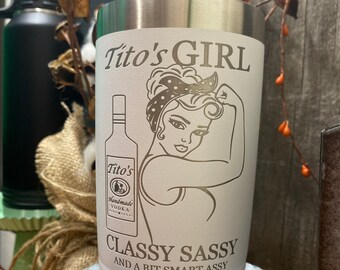 Tito's GIRL
Tito's
Handmade
VODKA
CLASSY SASSY
AND A BIT SMART ASSY